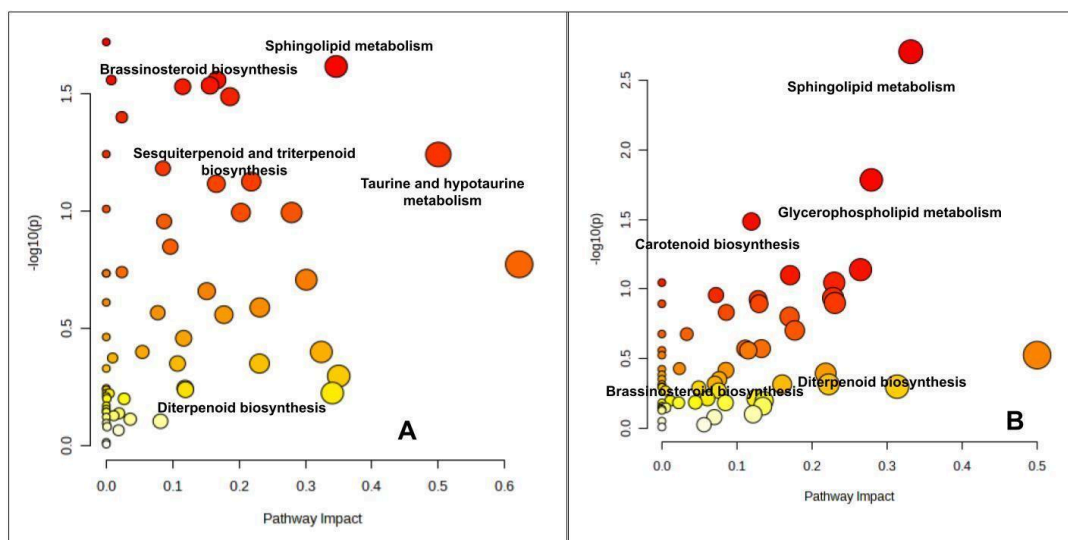 Sphingolipid metabolism
Brassinosteroid biosynthesis
1.5
Sesquiterpenoid and triterpenoid
biosynthesis
Taurine and hypotaurine
metabolism
1.0
-log10(p)
0.5
Diterpenoid biosynthesis
A
0.0
0.0 0.1 0.2 0.3 0.4 0.5 0.6
Pathway Impact
2.5
Sphingolipid metabolism
2.0
Glycerophospholipid metabolism
1.5
Carotenoid biosynthesis
-log10(p)
1.0
0.5
Diterpenoid biosynthesis
Brassinosteroid biosynthesis
B
0.0
0.0 0.1 0.2 0.3 0.4 0.5
Pathway Impact